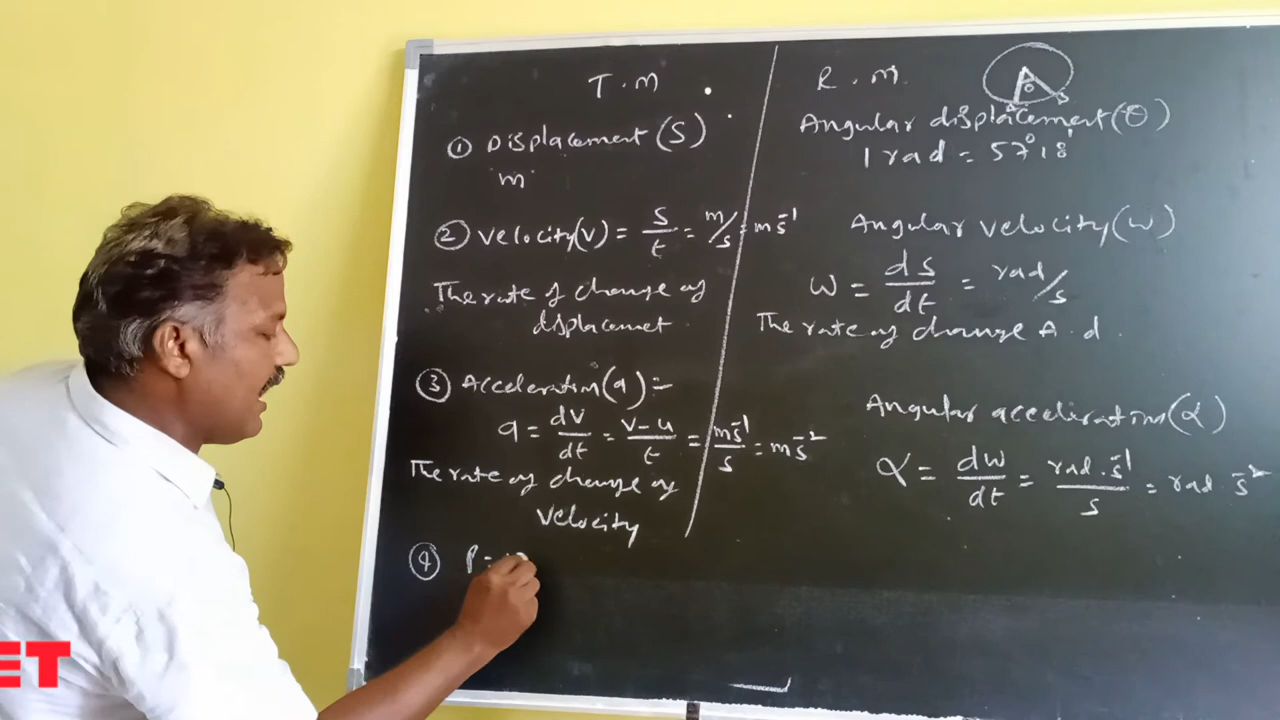 T.M
① Displacement (S)
m
② Velocity(v) = S/t = m/s = ms⁻¹
The rate of change of
displacemet
③ Acceleration(a) =
a = dv/dt = v-u/t = ms⁻¹/s = ms⁻²
The rate of change of
Velocity
④ P =
R.M.
Angular displacement(θ)
1 rad = 57°18'
Angular velocity(ω)
ω = ds/dt = rad/s
The rate of change A.d.
Angular acceleration(α)
α = dω/dt = rad.s⁻¹/s = rad s⁻²
ET